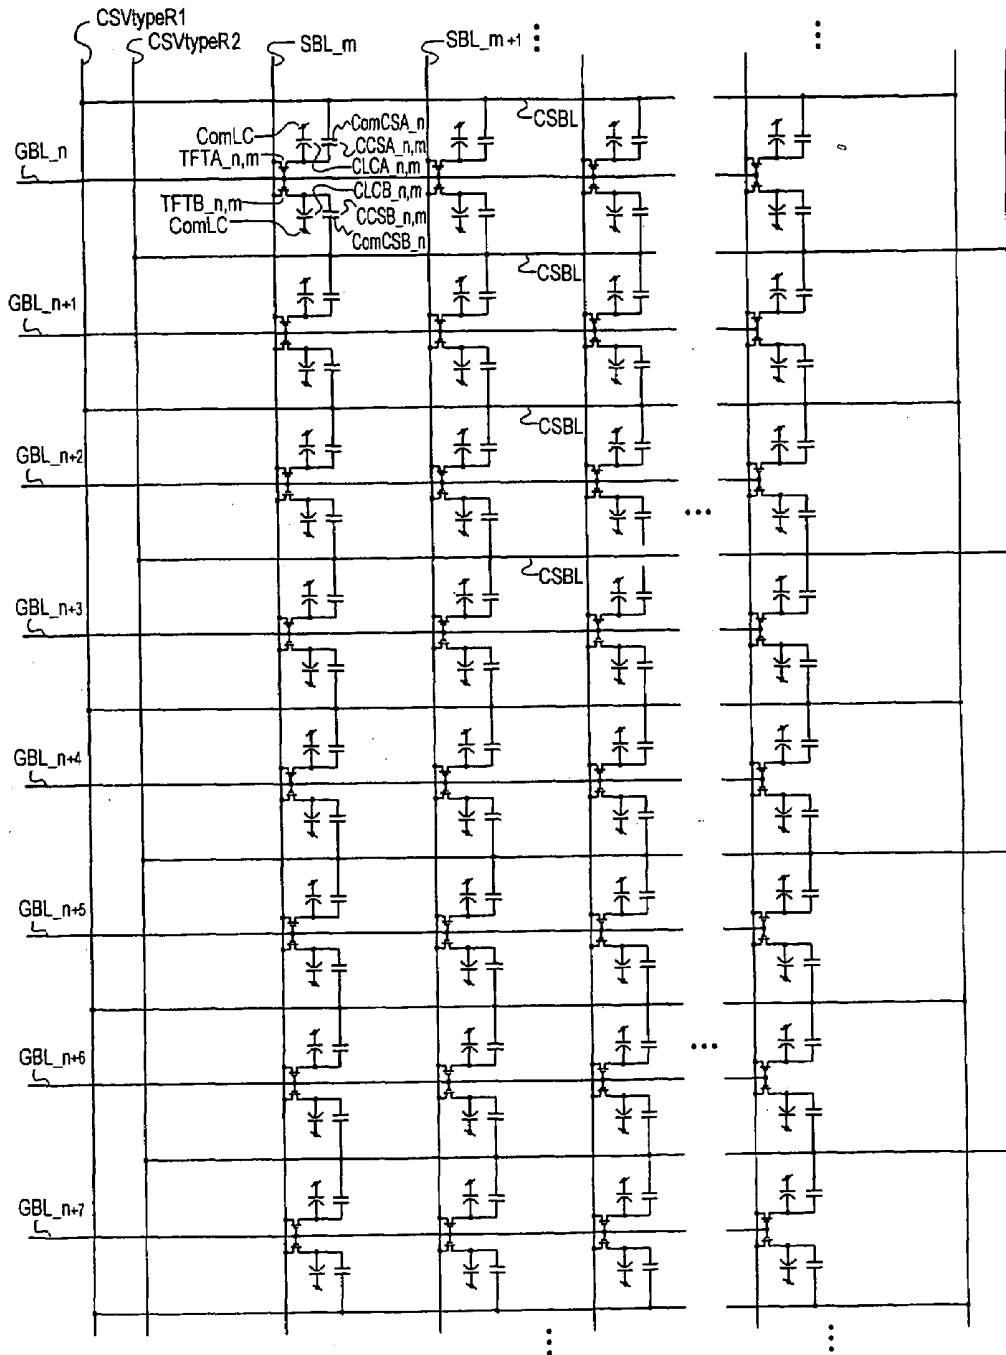 CSVtypeR1
CSVtypeR2
SBL_m
SBL_m+1
CSBL
ComCSA_n
ComLC
CCSA_n,m
GBL_n
TFTA_n,m
CLCA_n,m
CLCB_n,m
TFTB_n,m
CCSB_n,m
ComLC
ComCSB_n
CSBL
GBL_n+1
CSBL
GBL_n+2
CSBL
GBL_n+3
GBL_n+4
GBL_n+5
GBL_n+6
GBL_n+7